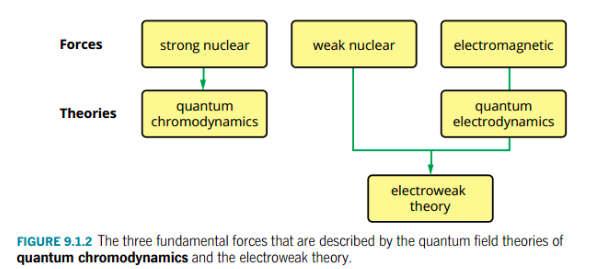 Forces
strong nuclear
weak nuclear
electromagnetic
Theories
quantum
chromodynamics
quantum
electrodynamics
electroweak
theory
FIGURE 9.1.2 The three fundamental forces that are described by the quantum field theories of
quantum chromodynamics and the electroweak theory.